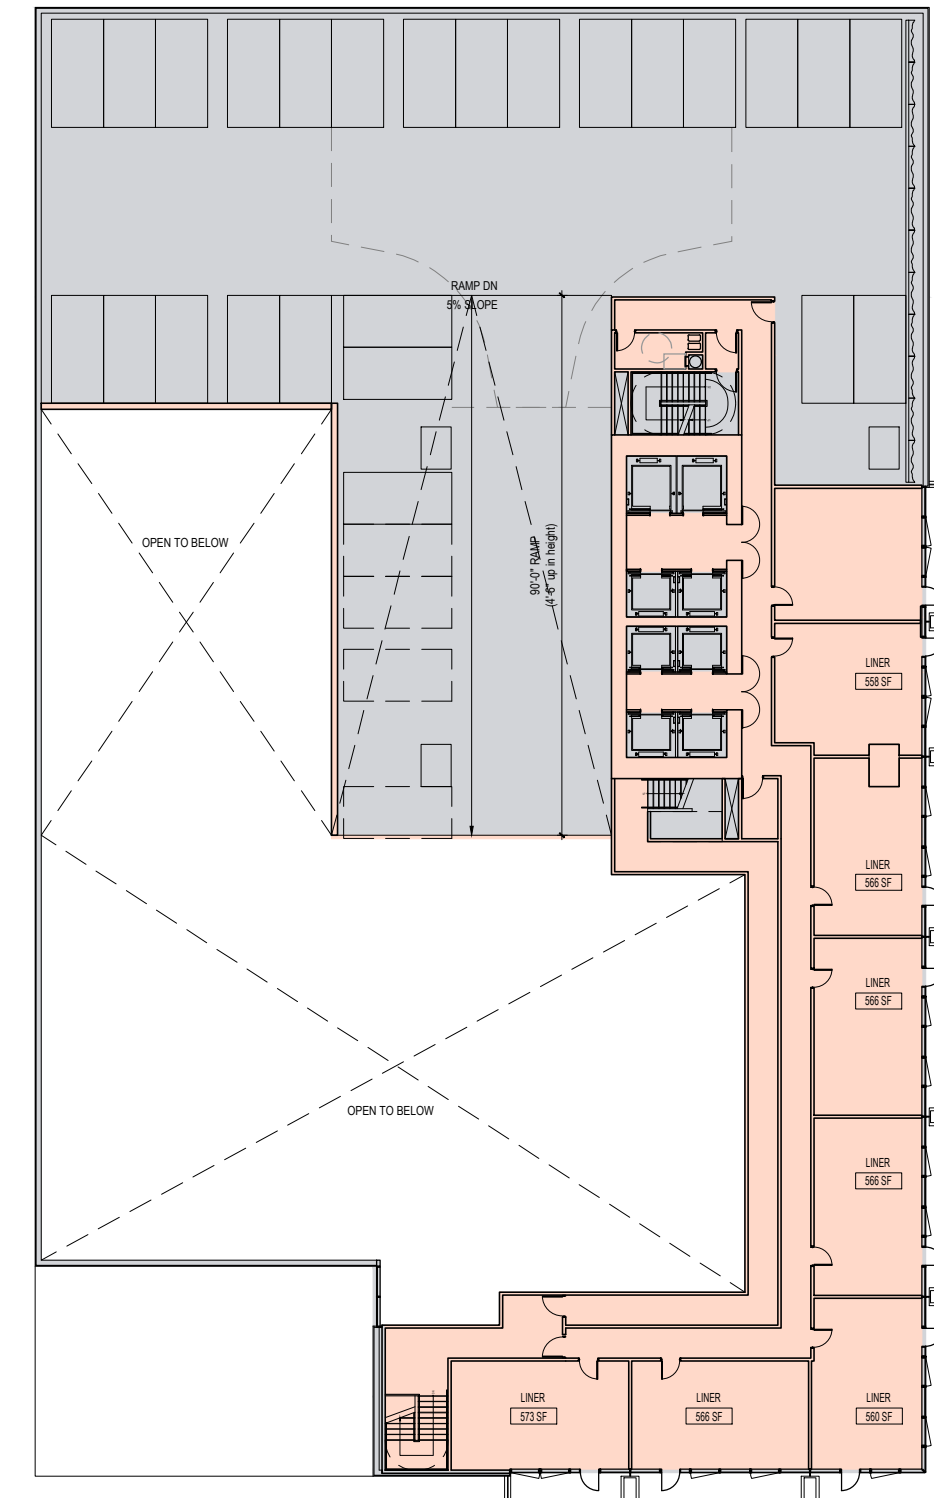 RAMP DN
5% SLOPE
OPEN TO BELOW
90'-0" RAMP
(4'-6" up in height)
LINER
558 SF
LINER
566 SF
LINER
566 SF
OPEN TO BELOW
LINER
566 SF
LINER
573 SF
LINER
566 SF
LINER
560 SF